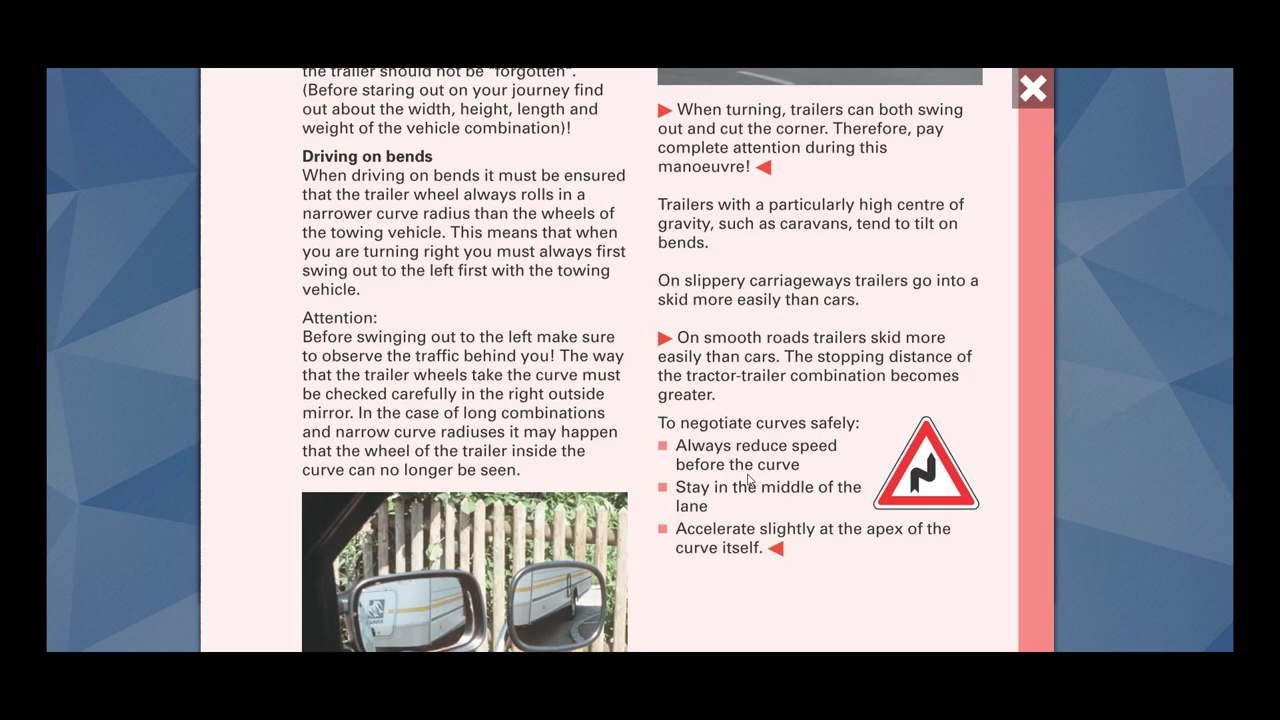 the trailer should not be "forgotten".
(Before staring out on your journey find
out about the width, height, length and
weight of the vehicle combination)!
Driving on bends
When driving on bends it must be ensured
that the trailer wheel always rolls in a
narrower curve radius than the wheels of
the towing vehicle. This means that when
you are turning right you must always first
swing out to the left first with the towing
vehicle.
Attention:
Before swinging out to the left make sure
to observe the traffic behind you! The way
that the trailer wheels take the curve must
be checked carefully in the right outside
mirror. In the case of long combinations
and narrow curve radiuses it may happen
that the wheel of the trailer inside the
curve can no longer be seen.
When turning, trailers can both swing
out and cut the corner. Therefore, pay
complete attention during this
manoeuvre!
Trailers with a particularly high centre of
gravity, such as caravans, tend to tilt on
bends.
On slippery carriageways trailers go into a
skid more easily than cars.
On smooth roads trailers skid more
easily than cars. The stopping distance of
the tractor-trailer combination becomes
greater.
To negotiate curves safely:
Always reduce speed
before the curve
Stay in the middle of the
lane
Accelerate slightly at the apex of the
curve itself.